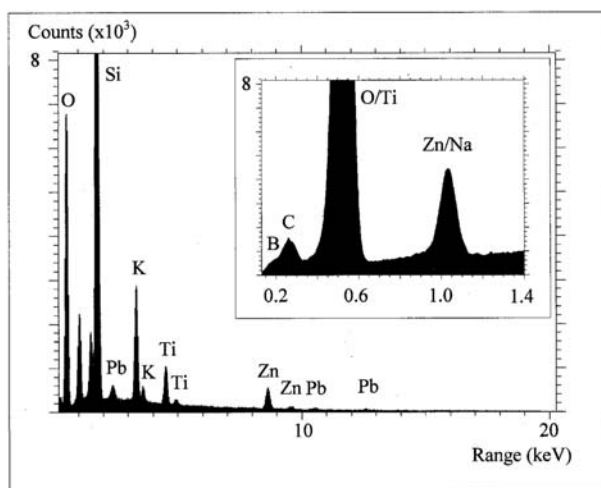 Counts (x10³)
8
O
Si
Pb
K
K
Ti
Ti
Zn
Zn Pb
Pb
10
20
Range (keV)
8
O/Ti
Zn/Na
B
C
0.2
0.6
1.0
1.4